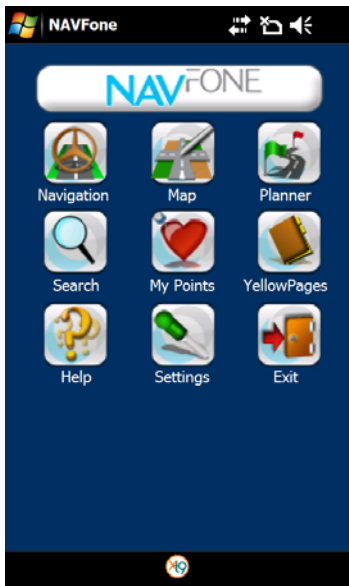 NAVFone
NAVFONE
Navigation Map Planner
Search My Points YellowPages
Help Settings Exit